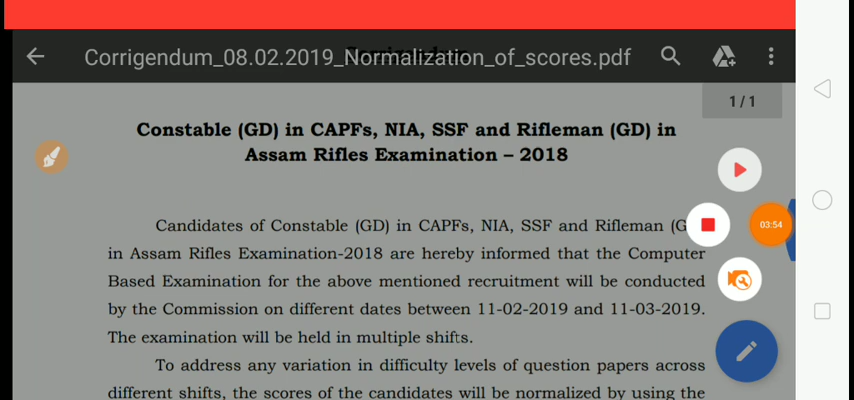 Corrigendum_08.02.2019_Normalization_of_scores.pdf
1/1
Constable (GD) in CAPFs, NIA, SSF and Rifleman (GD) in
Assam Rifles Examination – 2018
Candidates of Constable (GD) in CAPFs, NIA, SSF and Rifleman (G
in Assam Rifles Examination-2018 are hereby informed that the Computer
Based Examination for the above mentioned recruitment will be conducted
by the Commission on different dates between 11-02-2019 and 11-03-2019.
The examination will be held in multiple shifts.
To address any variation in difficulty levels of question papers across
different shifts, the scores of the candidates will be normalized by using the
03:54